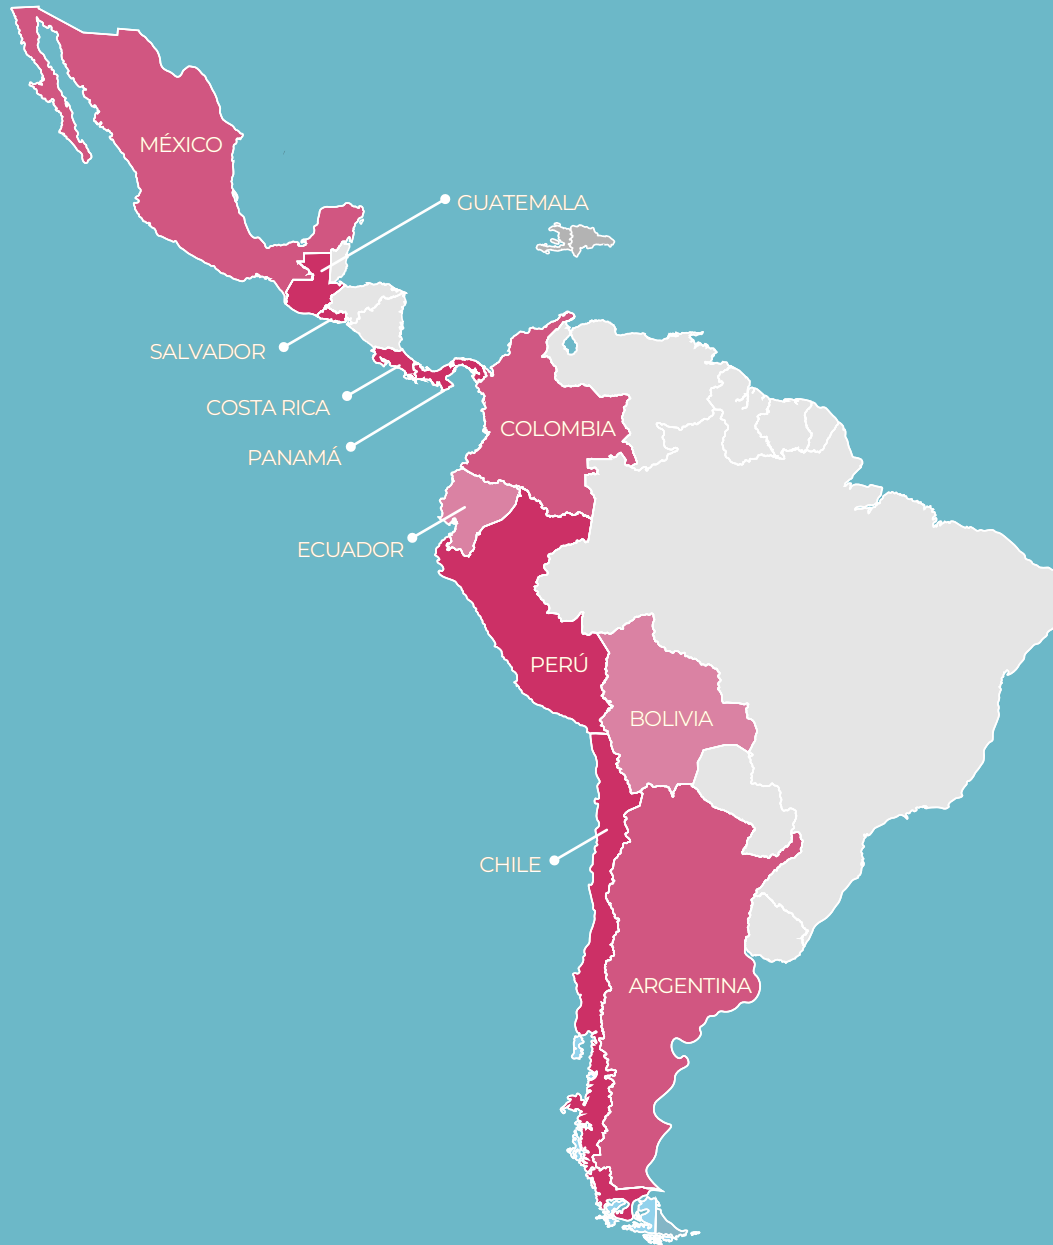 MÉXICO
GUATEMALA
SALVADOR
COSTA RICA
COLOMBIA
PANAMÁ
ECUADOR
PERÚ
BOLIVIA
CHILE
ARGENTINA